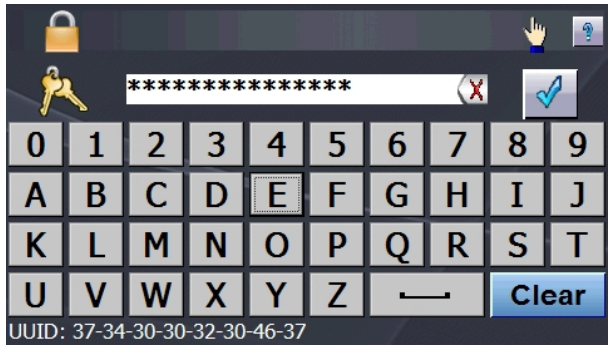 ?
*************** X
0 1 2 3 4 5 6 7 8 9
A B C D E F G H I J
K L M N O P Q R S T
U V W X Y Z Clear
UUID: 37-34-30-30-32-30-46-37